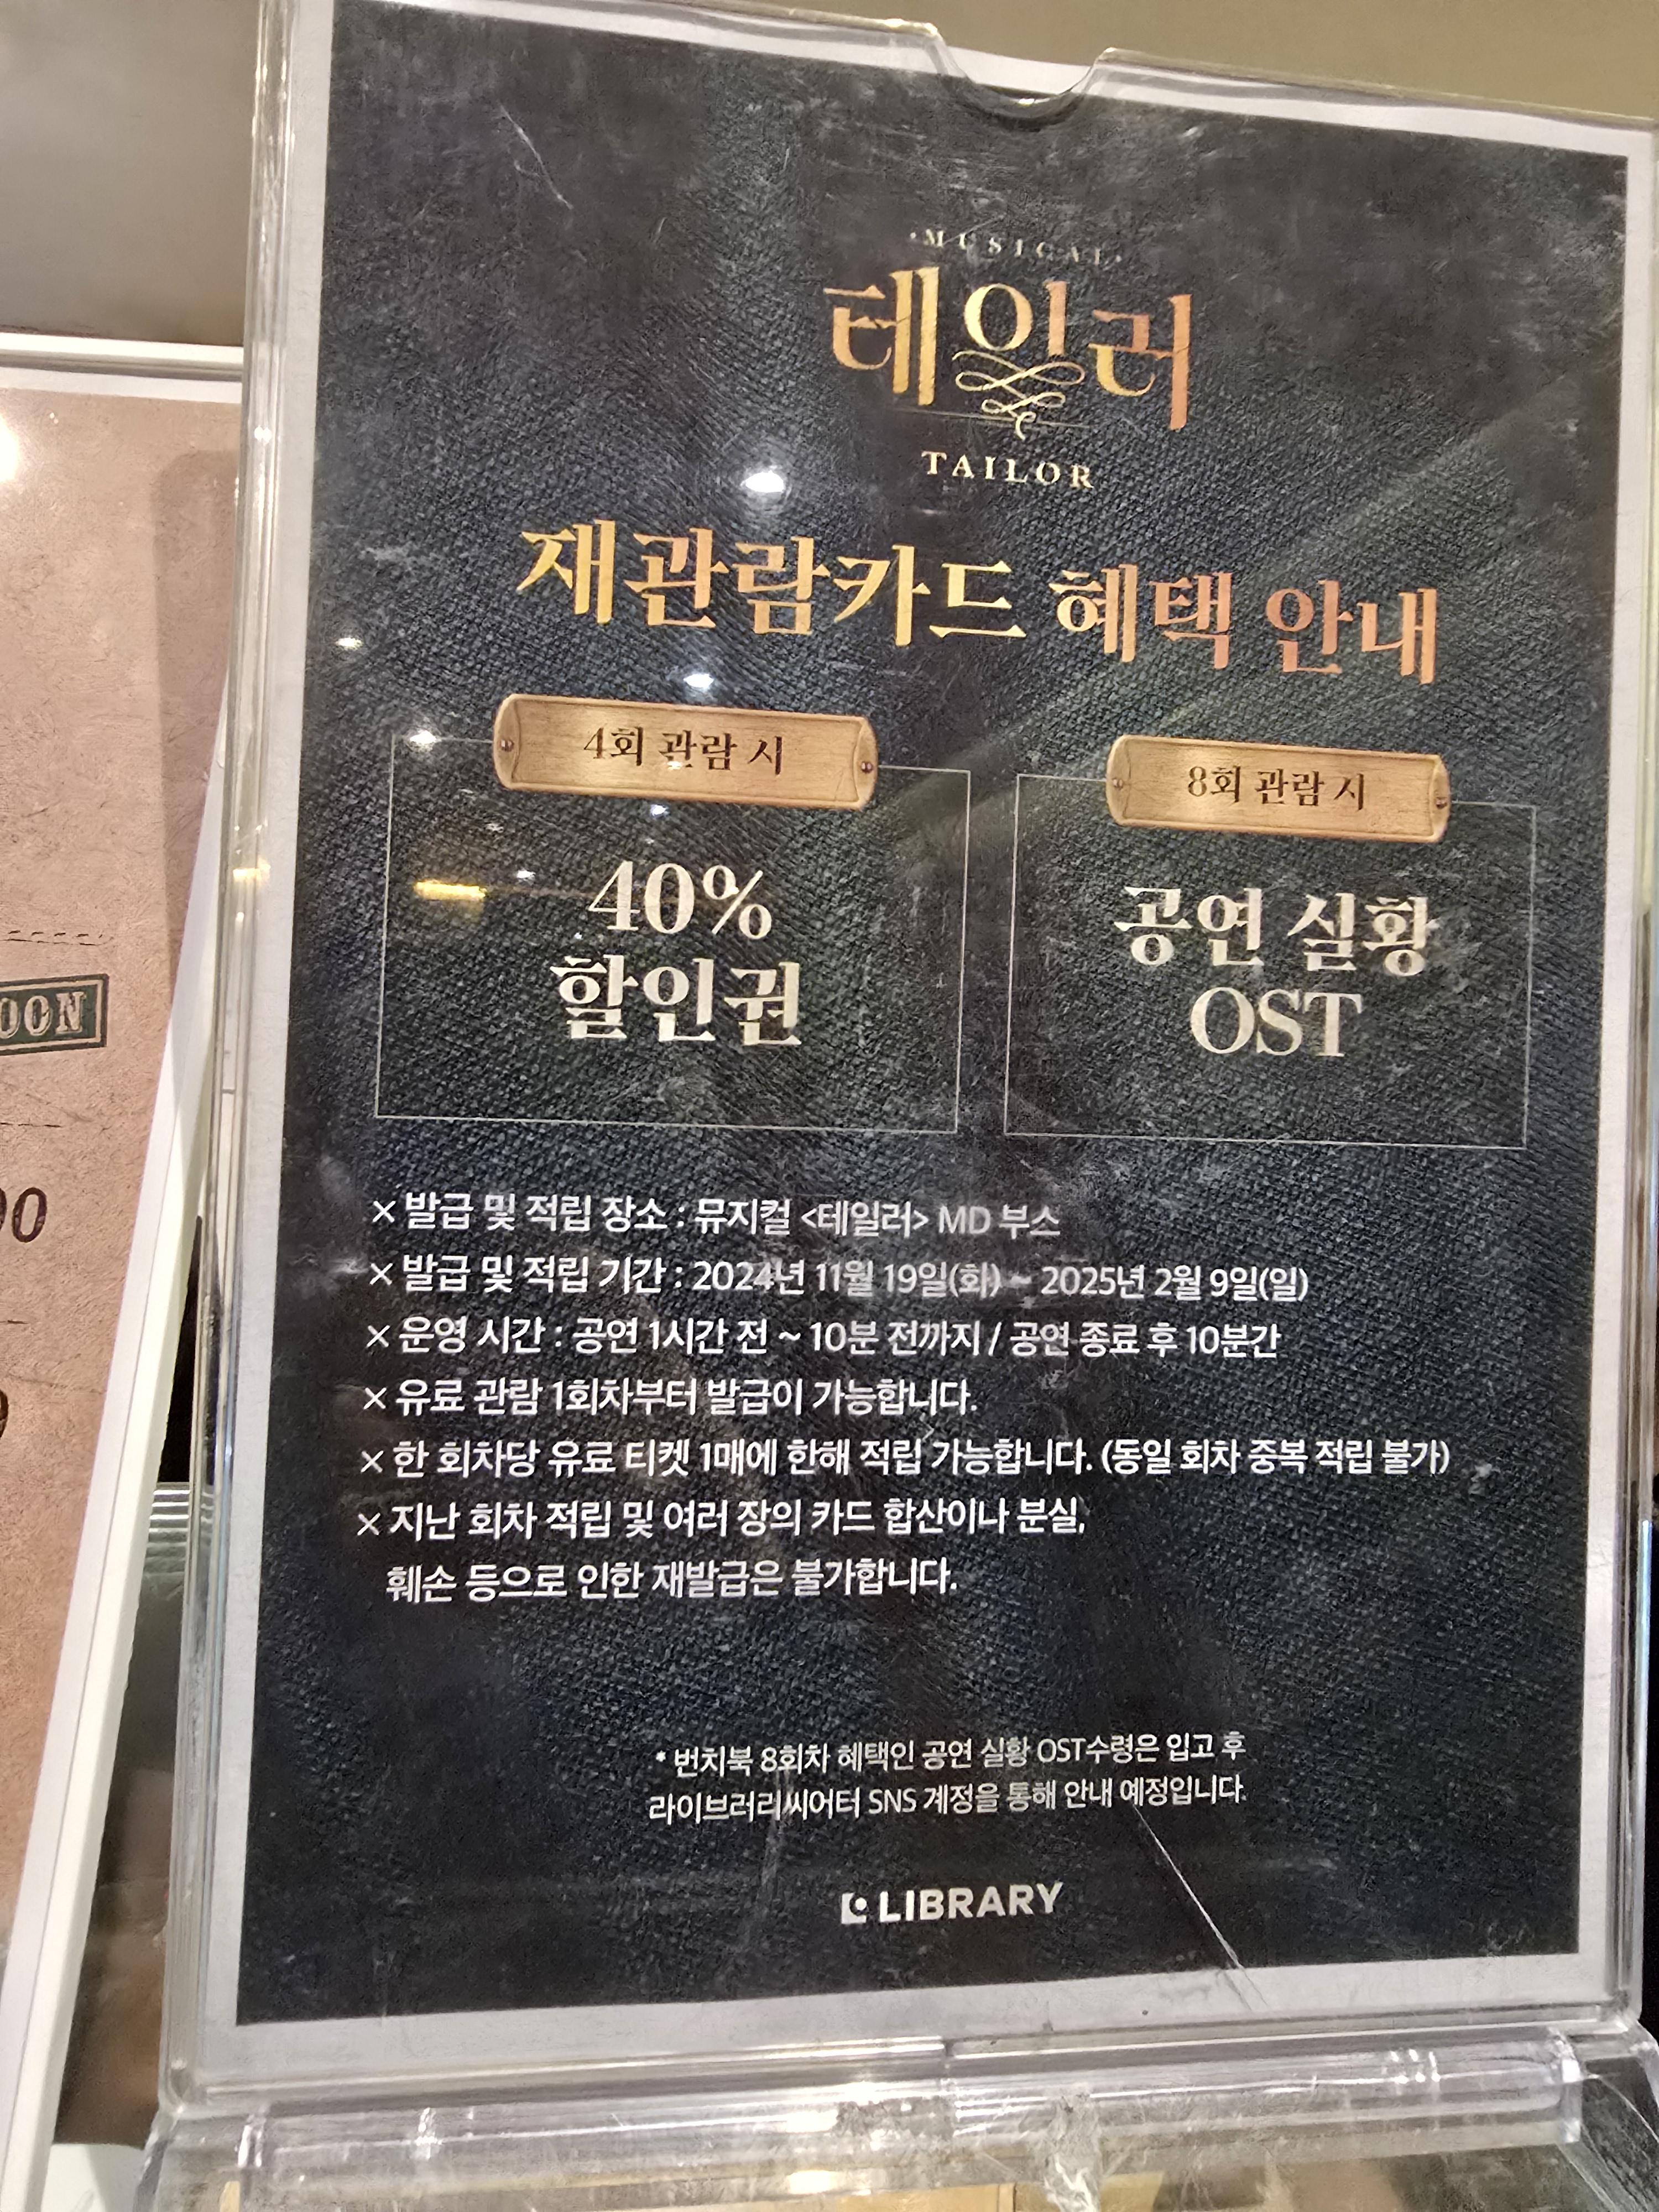 ·MUSICAL·
테일러
TAILOR
재관람카드 혜택 안내
4회 관람 시
40%
할인권
8회 관람 시
공연 실황
OST
× 발급 및 적립 장소 : 뮤지컬 <테일러> MD 부스
× 발급 및 적립 기간 : 2024년 11월 19일(화) ~ 2025년 2월 9일(일)
× 운영 시간 : 공연 1시간 전 ~ 10분 전까지 / 공연 종료 후 10분간
× 유료 관람 1회차부터 발급이 가능합니다.
× 한 회차당 유료 티켓 1매에 한해 적립 가능합니다. (동일 회차 중복 적립 불가)
× 지난 회차 적립 및 여러 장의 카드 합산이나 분실,
훼손 등으로 인한 재발급은 불가합니다.
* 번치북 8회차 혜택인 공연 실황 OST수령은 입고 후
라이브러리씨어터 SNS 계정을 통해 안내 예정입니다.
LIBRARY